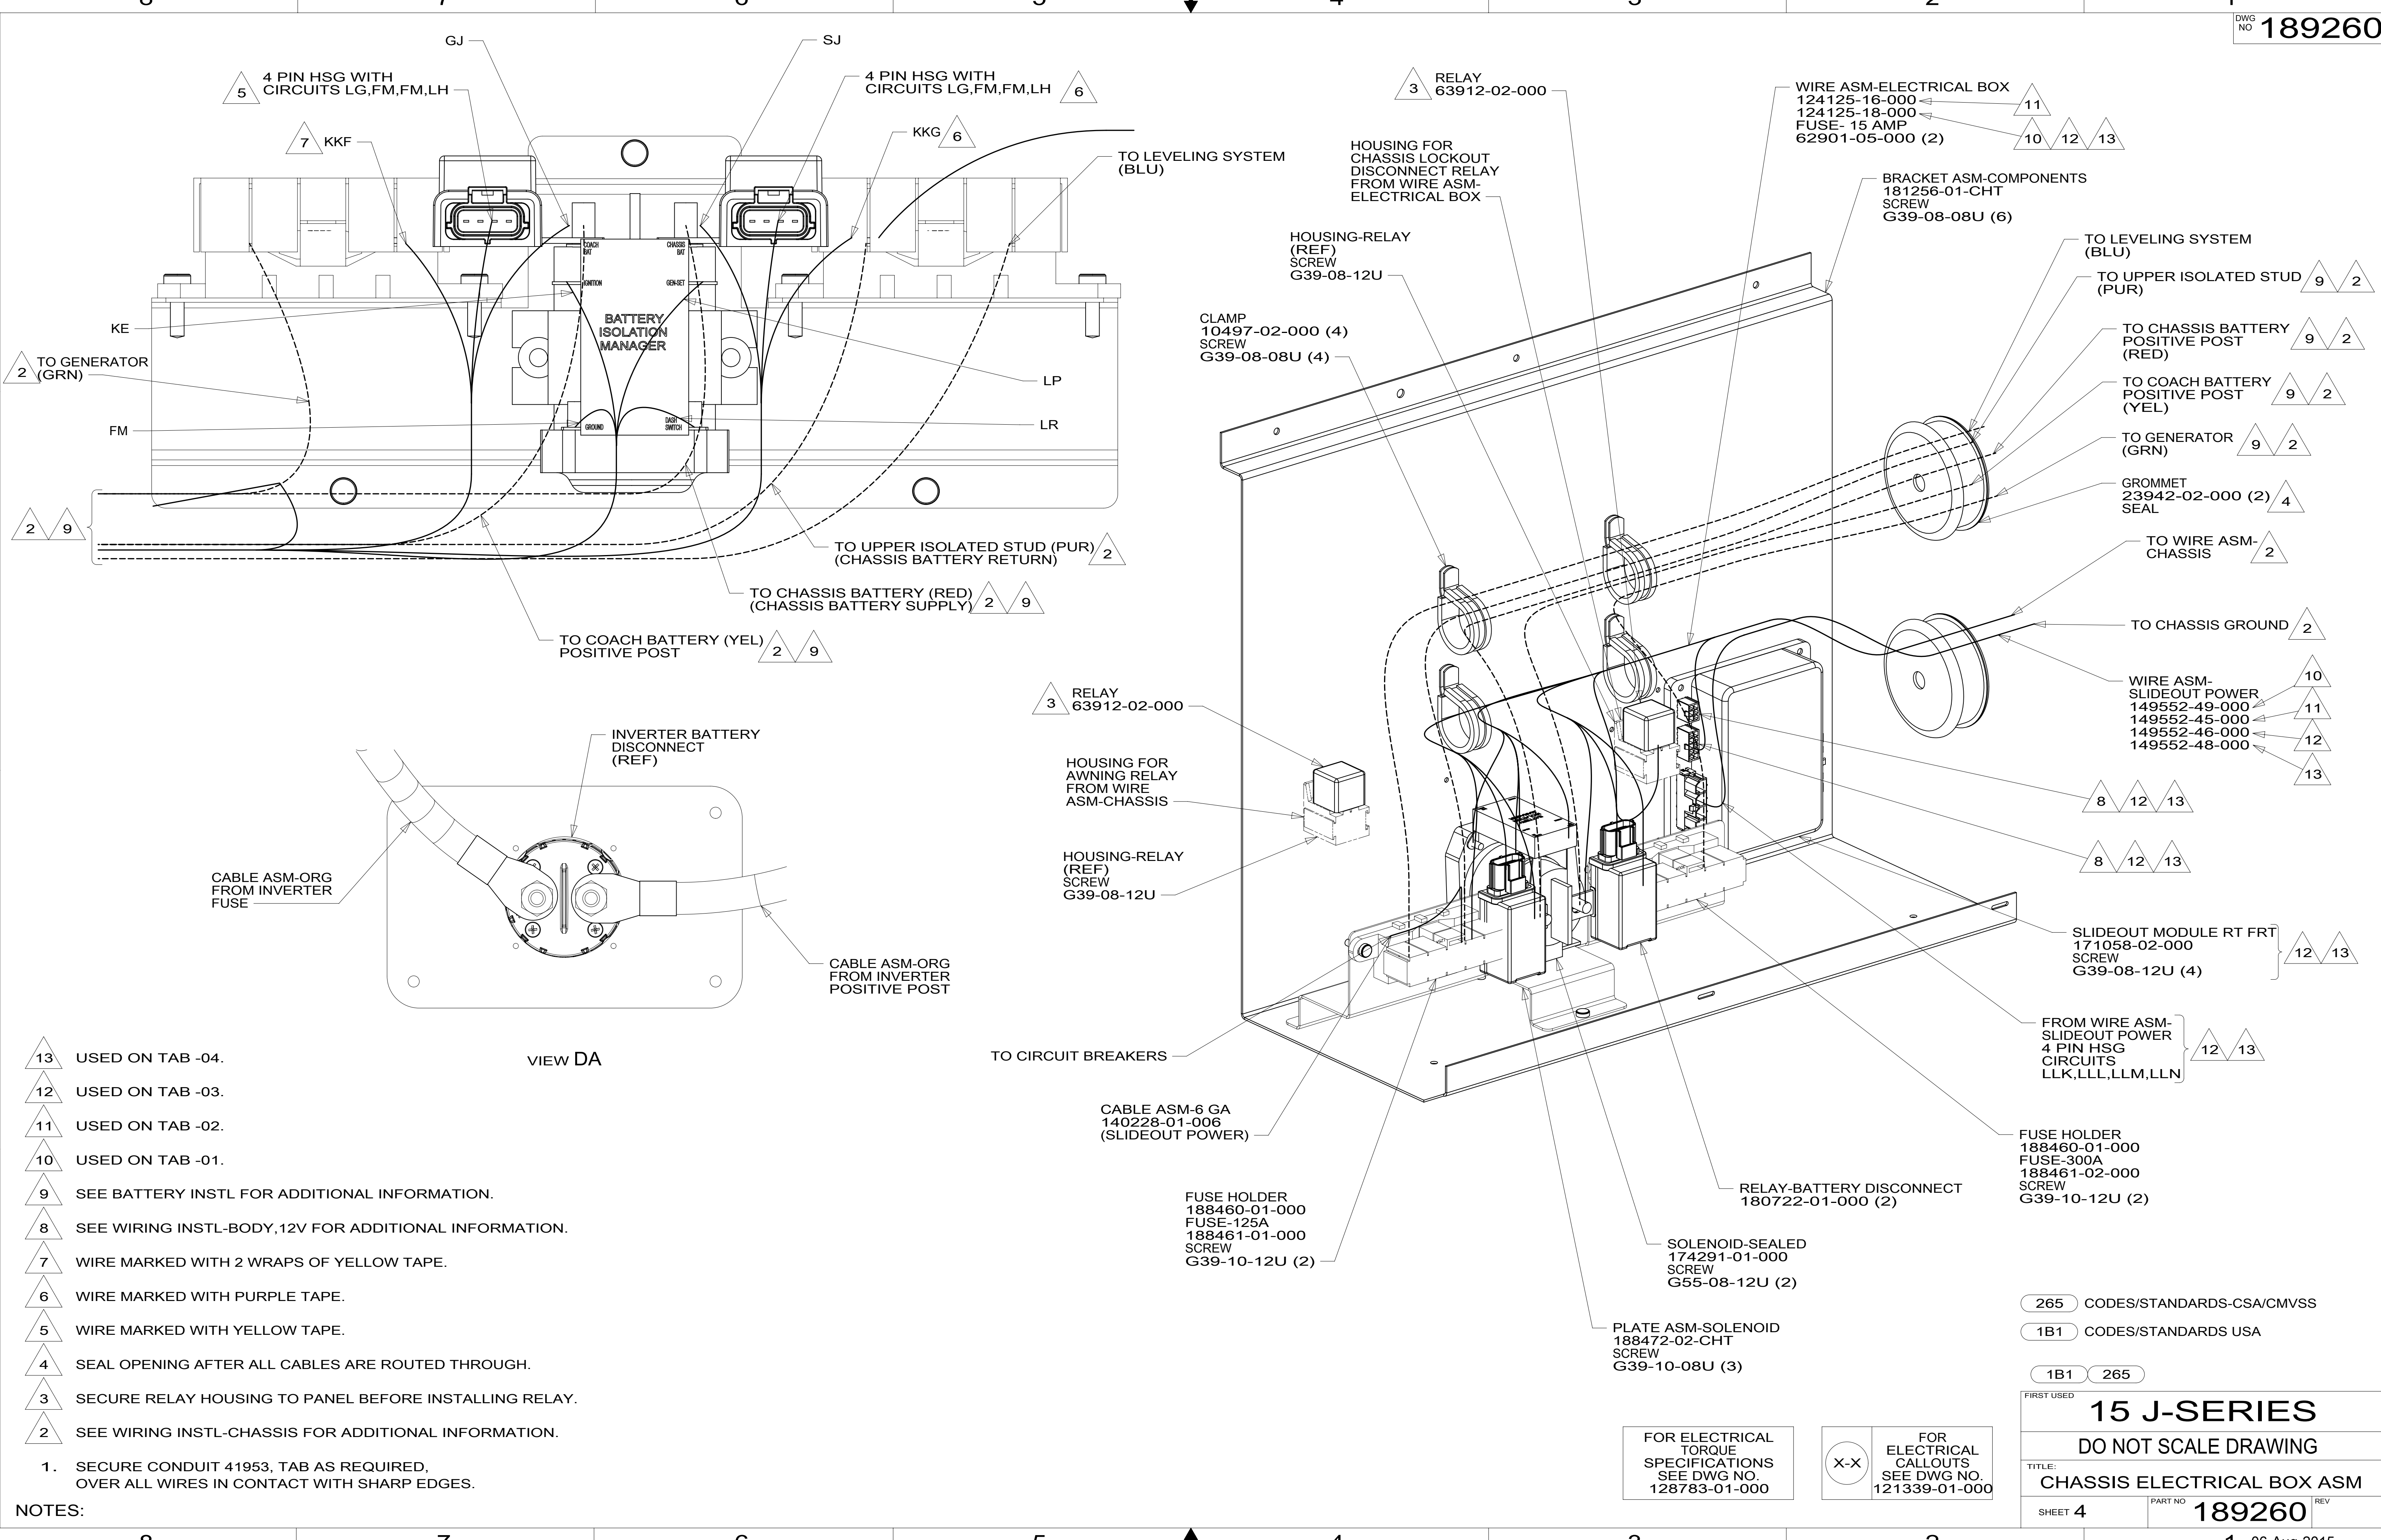 DWG
NO 189260
GJ
SJ
5
4 PIN HSG WITH
CIRCUITS LG,FM,FM,LH
4 PIN HSG WITH
CIRCUITS LG,FM,FM,LH
6
7
KKF
KKG
6
TO LEVELING SYSTEM
(BLU)
COACH
BAT
CHASSIS
BAT
IGNITION
GEN-SET
BATTERY
ISOLATION
MANAGER
GROUND
DASH
SWITCH
KE
2
TO GENERATOR
(GRN)
FM
LP
LR
2
9
TO UPPER ISOLATED STUD (PUR)
(CHASSIS BATTERY RETURN)
2
TO CHASSIS BATTERY (RED)
(CHASSIS BATTERY SUPPLY)
2
9
TO COACH BATTERY (YEL)
POSITIVE POST
2
9
INVERTER BATTERY
DISCONNECT
(REF)
CABLE ASM-ORG
FROM INVERTER
FUSE
CABLE ASM-ORG
FROM INVERTER
POSITIVE POST
VIEW DA
3
RELAY
63912-02-000
HOUSING FOR
CHASSIS LOCKOUT
DISCONNECT RELAY
FROM WIRE ASM-
ELECTRICAL BOX
HOUSING-RELAY
(REF)
SCREW
G39-08-12U
CLAMP
10497-02-000 (4)
SCREW
G39-08-08U (4)
WIRE ASM-ELECTRICAL BOX
124125-16-000
124125-18-000
FUSE- 15 AMP
62901-05-000 (2)
11
10
12
13
BRACKET ASM-COMPONENTS
181256-01-CHT
SCREW
G39-08-08U (6)
TO LEVELING SYSTEM
(BLU)
TO UPPER ISOLATED STUD
(PUR)
9
2
TO CHASSIS BATTERY
POSITIVE POST
(RED)
9
2
TO COACH BATTERY
POSITIVE POST
(YEL)
9
2
TO GENERATOR
(GRN)
9
2
GROMMET
23942-02-000 (2)
SEAL
4
TO WIRE ASM-
CHASSIS
2
TO CHASSIS GROUND
2
WIRE ASM-
SLIDEOUT POWER
149552-49-000
149552-45-000
149552-46-000
149552-48-000
10
11
12
13
8
12
13
8
12
13
3
RELAY
63912-02-000
HOUSING FOR
AWNING RELAY
FROM WIRE
ASM-CHASSIS
HOUSING-RELAY
(REF)
SCREW
G39-08-12U
SLIDEOUT MODULE RT FRT
171058-02-000
SCREW
G39-08-12U (4)
12
13
FROM WIRE ASM-
SLIDEOUT POWER
4 PIN HSG
CIRCUITS
LLK,LLL,LLM,LLN
12
13
TO CIRCUIT BREAKERS
CABLE ASM-6 GA
140228-01-006
(SLIDEOUT POWER)
FUSE HOLDER
188460-01-000
FUSE-125A
188461-01-000
SCREW
G39-10-12U (2)
FUSE HOLDER
188460-01-000
FUSE-300A
188461-02-000
SCREW
G39-10-12U (2)
RELAY-BATTERY DISCONNECT
180722-01-000 (2)
SOLENOID-SEALED
174291-01-000
SCREW
G55-08-12U (2)
PLATE ASM-SOLENOID
188472-02-CHT
SCREW
G39-10-08U (3)
13 USED ON TAB -04.
12 USED ON TAB -03.
11 USED ON TAB -02.
10 USED ON TAB -01.
9 SEE BATTERY INSTL FOR ADDITIONAL INFORMATION.
8 SEE WIRING INSTL-BODY,12V FOR ADDITIONAL INFORMATION.
7 WIRE MARKED WITH 2 WRAPS OF YELLOW TAPE.
6 WIRE MARKED WITH PURPLE TAPE.
5 WIRE MARKED WITH YELLOW TAPE.
4 SEAL OPENING AFTER ALL CABLES ARE ROUTED THROUGH.
3 SECURE RELAY HOUSING TO PANEL BEFORE INSTALLING RELAY.
2 SEE WIRING INSTL-CHASSIS FOR ADDITIONAL INFORMATION.
1. SECURE CONDUIT 41953, TAB AS REQUIRED,
OVER ALL WIRES IN CONTACT WITH SHARP EDGES.
NOTES:
265 CODES/STANDARDS-CSA/CMVSS
1B1 CODES/STANDARDS USA
1B1 265
FOR ELECTRICAL
TORQUE
SPECIFICATIONS
SEE DWG NO.
128783-01-000
X-X
FOR
ELECTRICAL
CALLOUTS
SEE DWG NO.
121339-01-000
FIRST USED
15 J-SERIES
DO NOT SCALE DRAWING
TITLE:
CHASSIS ELECTRICAL BOX ASM
SHEET 4
PART NO 189260
REV